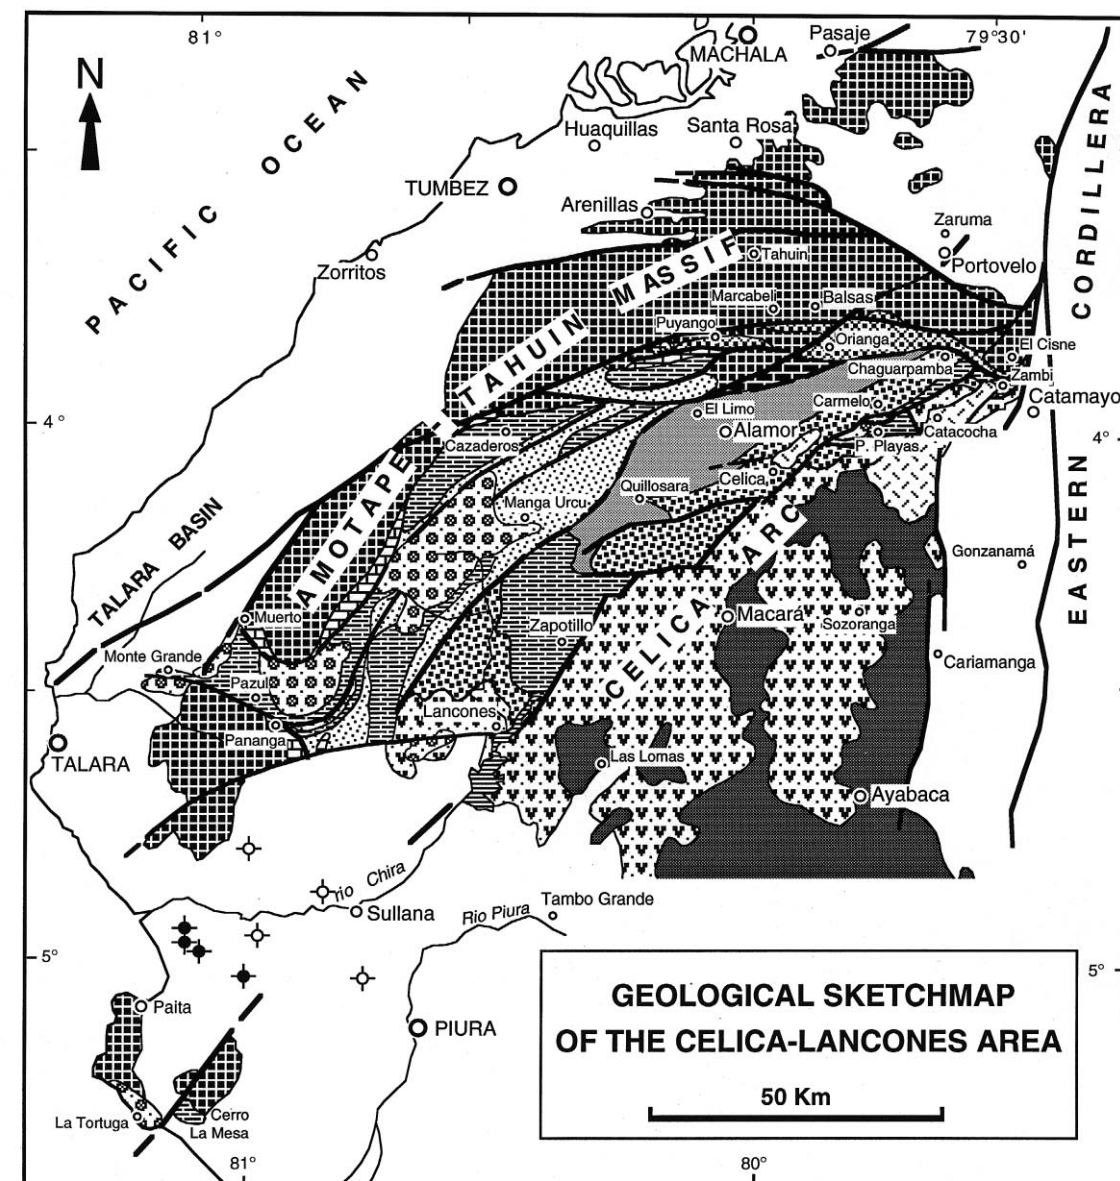 81°
79°30'
Pasaje
MACHALA
N
PACIFIC OCEAN
Huaquillas
Santa Rosa
TUMBEZ
Arenillas
Zaruma
Zorritos
Tahuin
Portovelo
EASTERN CORDILLERA
AMOTAPE - TAHUIN MASSIF
Marcabeli
Balsas
Puyango
Orianga
El Cisne
Chaguarpamba
Zambi
4°
El Limo
Carmelo
Catamayo
Cazaderos
Alamor
Catacocha
4°
P. Playas
Quillosara
Celica
Manga Urcu
TALARA BASIN
Gonzanamá
CELICA ARC
Muerto
Zapotillo
Macará
Sozoranga
Monte Grande
Cariamanga
Pazul
Lancones
Pananga
TALARA
Las Lomas
Ayabaca
rio Chira
Sullana
Rio Piura
Tambo Grande
5°
5°
GEOLOGICAL SKETCHMAP
OF THE CELICA-LANCONES AREA
Paita
PIURA
50 Km
La Tortuga
Cerro
La Mesa
81°
80°